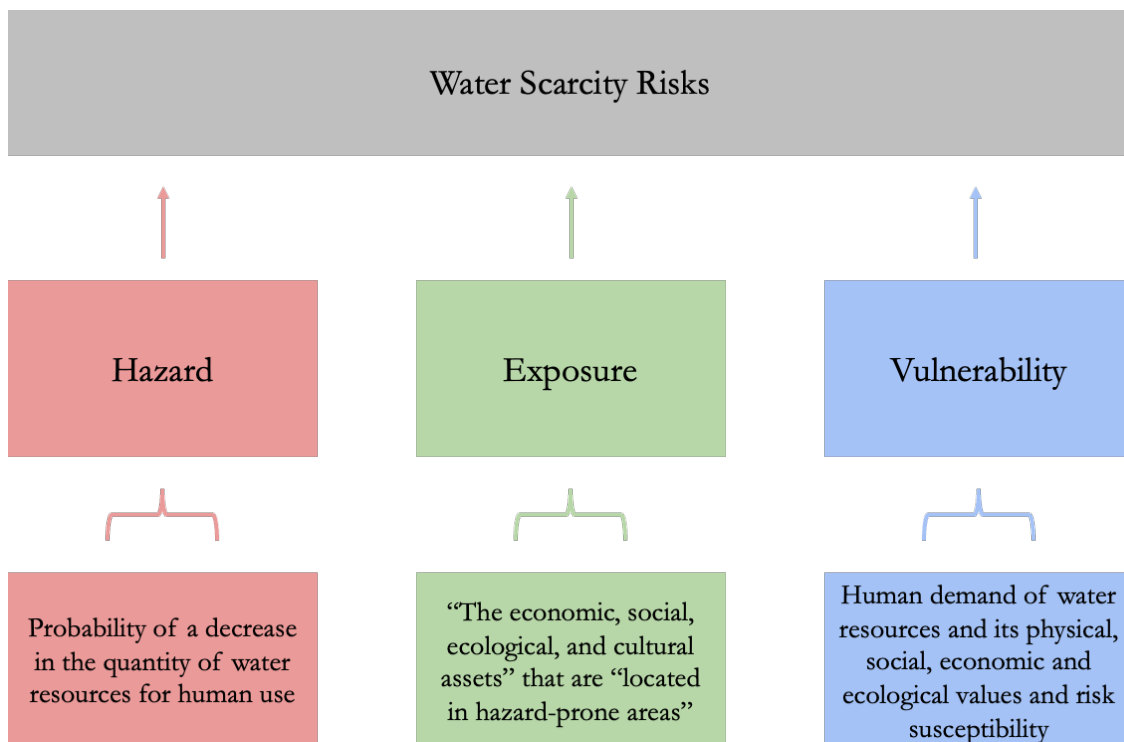 Water Scarcity Risks
Hazard
Exposure
Vulnerability
Probability of a decrease
in the quantity of water
resources for human use
“The economic, social,
ecological, and cultural
assets” that are “located
in hazard-prone areas”
Human demand of water
resources and its physical,
social, economic and
ecological values and risk
susceptibility